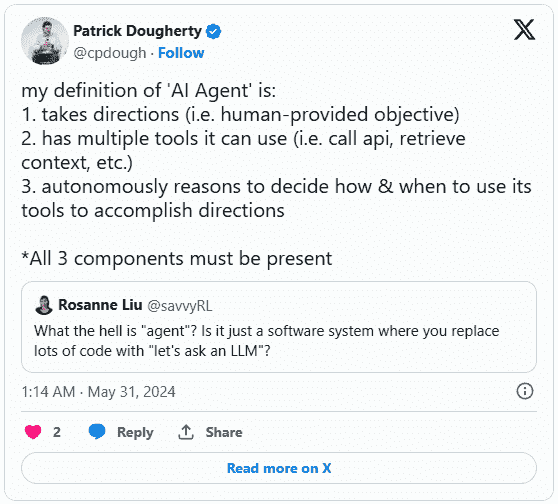 Patrick Dougherty
@cpdough · Follow
my definition of 'AI Agent' is:
1. takes directions (i.e. human-provided objective)
2. has multiple tools it can use (i.e. call api, retrieve
context, etc.)
3. autonomously reasons to decide how & when to use its
tools to accomplish directions
*All 3 components must be present
Rosanne Liu @savvyRL
What the hell is "agent"? Is it just a software system where you replace
lots of code with "let's ask an LLM"?
1:14 AM · May 31, 2024
2 Reply Share
Read more on X